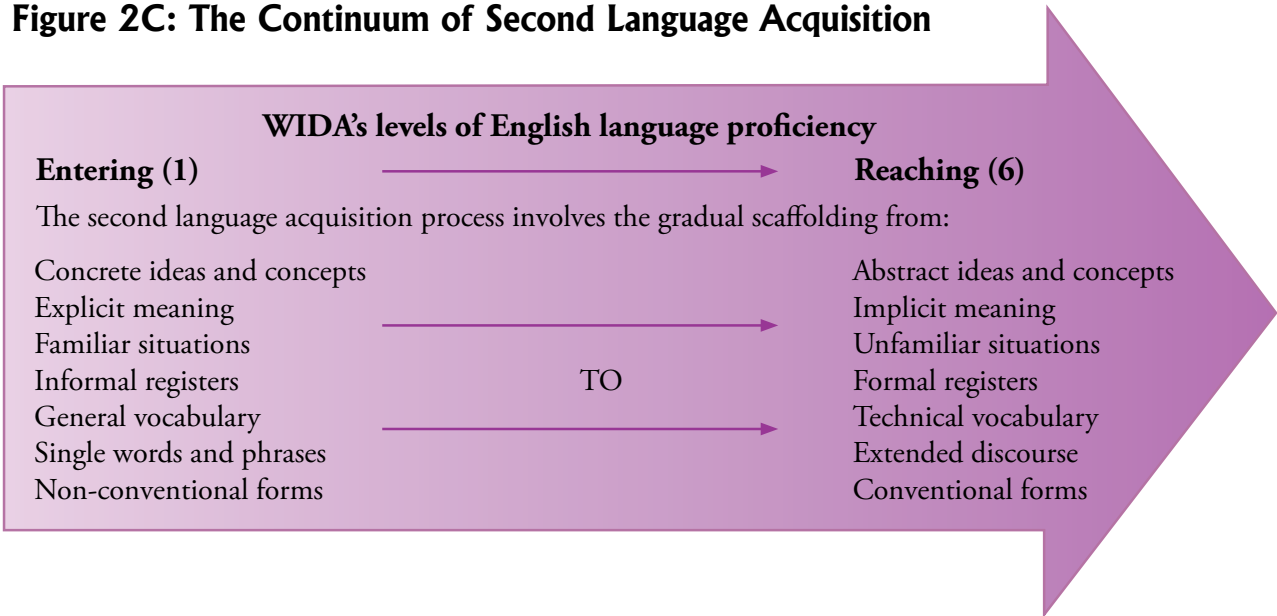 Figure 2C: The Continuum of Second Language Acquisition
WIDA’s levels of English language proficiency
Entering (1) Reaching (6)
The second language acquisition process involves the gradual scaffolding from:
Concrete ideas and concepts Abstract ideas and concepts
Explicit meaning Implicit meaning
Familiar situations Unfamiliar situations
Informal registers TO Formal registers
General vocabulary Technical vocabulary
Single words and phrases Extended discourse
Non-conventional forms Conventional forms